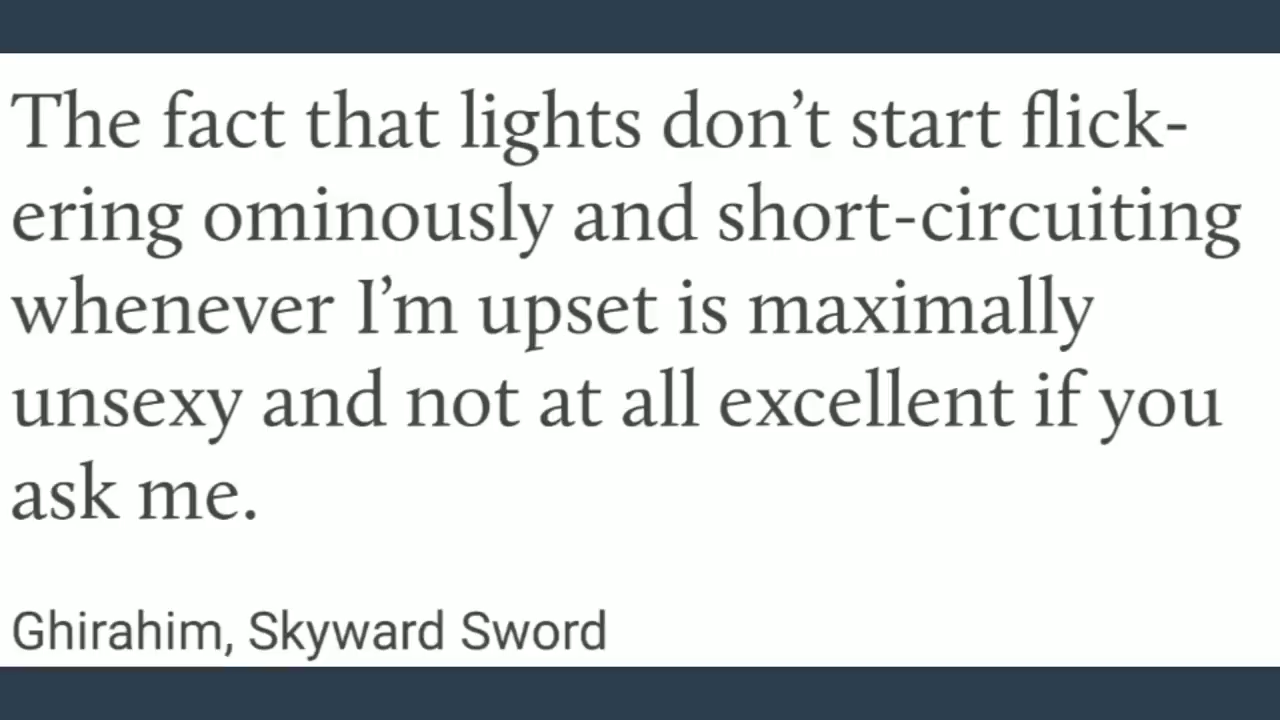 The fact that lights don’t start flick-
ering ominously and short-circuiting
whenever I’m upset is maximally
unsexy and not at all excellent if you
ask me.
Ghirahim, Skyward Sword